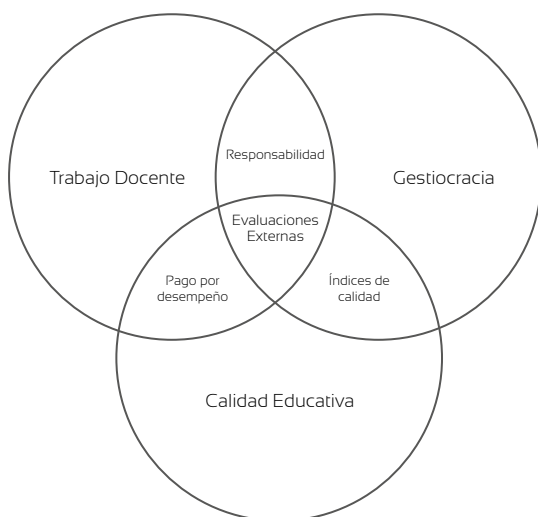 Responsabilidad
Trabajo Docente
Gestiocracia
Evaluaciones
Externas
Pago por
desempeño
Índices de
calidad
Calidad Educativa